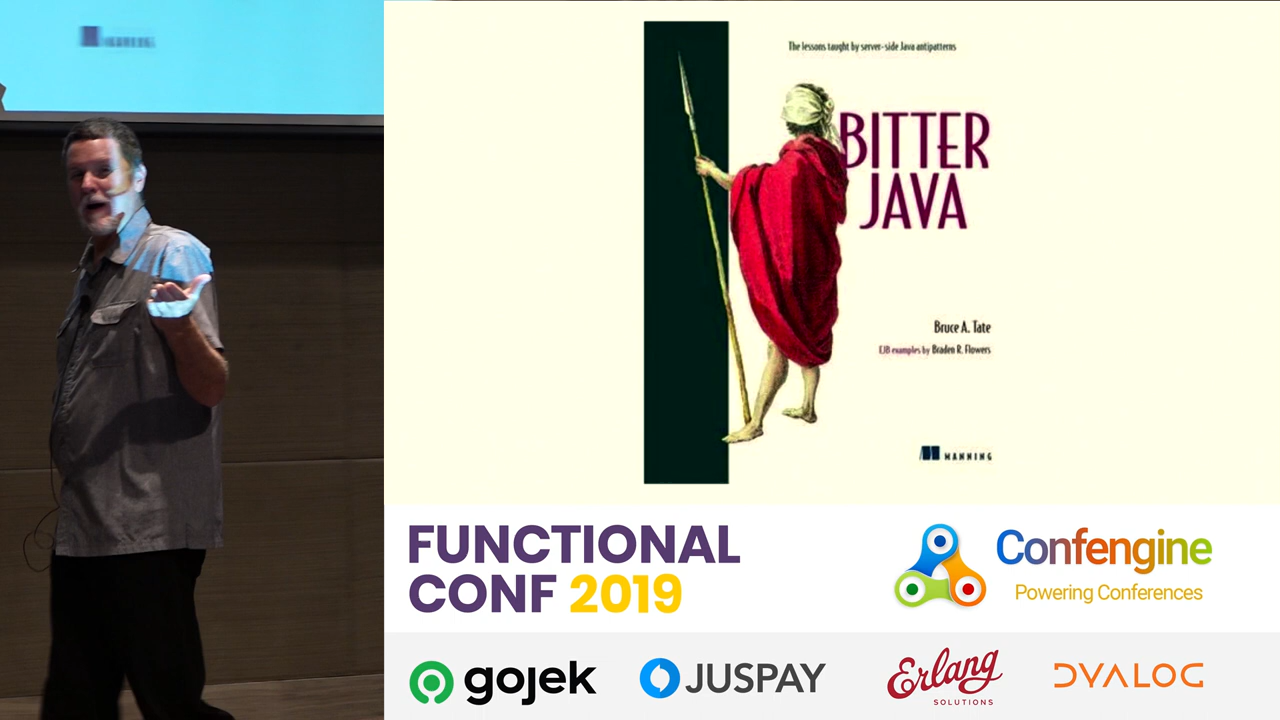 MANNING
The lessons taught by server-side Java antipatterns
BITTER
JAVA
Bruce A. Tate
EJB examples by Braden R. Flowers
MANNING
FUNCTIONAL
CONF 2019
Confengine
Powering Conferences
gojek
JUSPAY
Erlang
SOLUTIONS
DYALOG